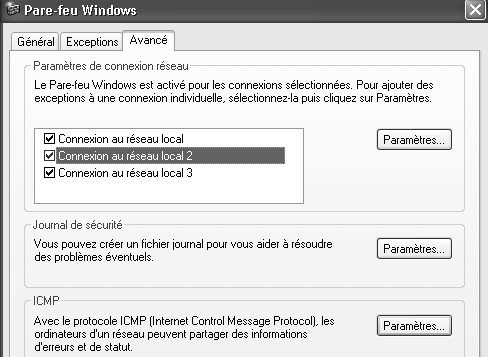 Pare-feu Windows
Général
Exceptions
Avancé
Paramètres de connexion réseau
Le Pare-feu Windows est activé pour les connexions sélectionnées. Pour ajouter des
exceptions à une connexion individuelle, sélectionnez-la puis cliquez sur Paramètres.
Connexion au réseau local
Connexion au réseau local 2
Connexion au réseau local 3
Paramètres...
Journal de sécurité
Vous pouvez créer un fichier journal pour vous aider à résoudre
des problèmes éventuels.
Paramètres...
ICMP
Avec le protocole ICMP (Internet Control Message Protocol), les
ordinateurs d'un réseau peuvent partager des informations
d'erreurs et de statut.
Paramètres...